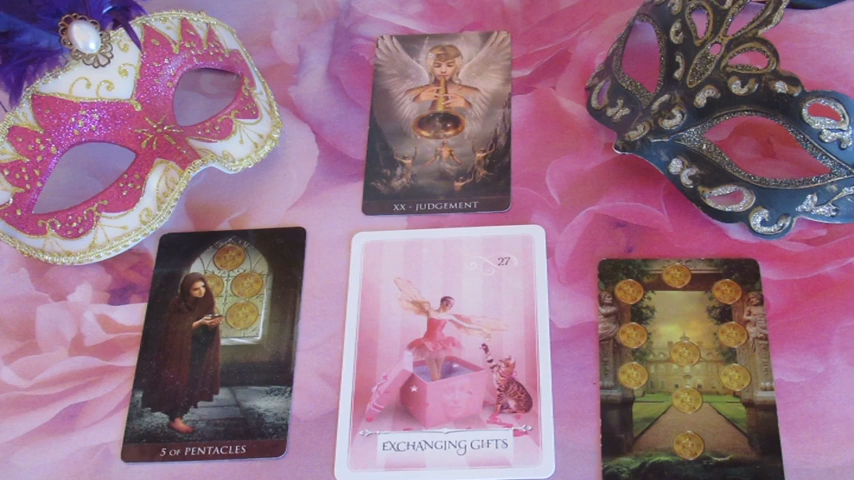 XX - JUDGEMENT
27
EXCHANGING GIFTS
5 OF PENTACLES